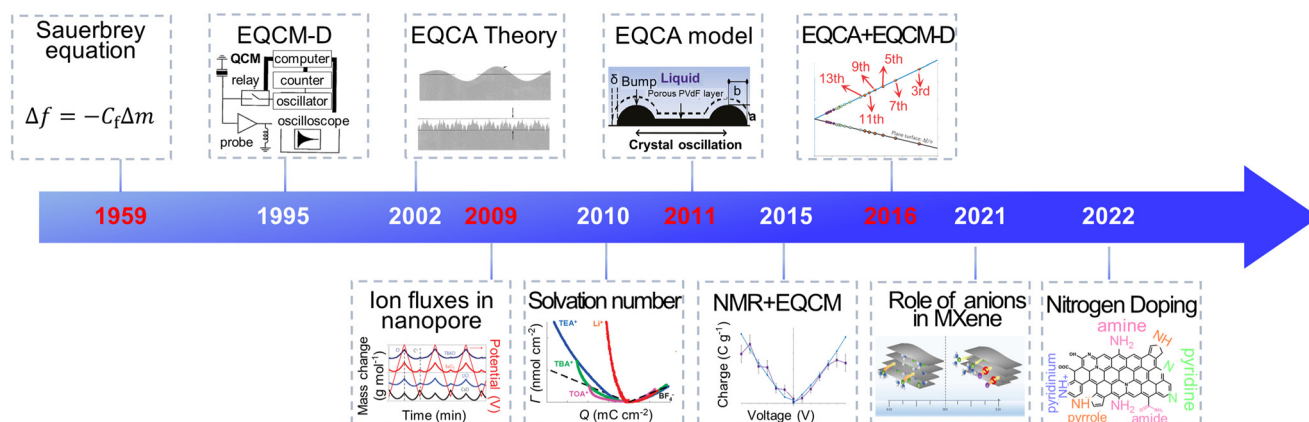 Sauerbrey
equation
Δf = −C_fΔm
EQCM-D
QCM
computer
relay
counter
oscillator
oscilloscope
probe
EQCA Theory
EQCA model
δ
Bump
Liquid
b
Porous PVdF layer
a
Crystal oscillation
EQCA+EQCM-D
5th
9th
13th
3rd
7th
11th
1959
1995
2002
2009
2010
2011
2015
2016
2021
2022
Ion fluxes in
nanopore
Mass change
(g mol-1)
Potential (V)
Time (min)
Solvation number
TEA+
Li+
TBA+
TOA+
BF4-
Γ (nmol cm-2)
Q (mC cm-2)
NMR+EQCM
Charge (C g-1)
Voltage (V)
Role of anions
in MXene
Nitrogen Doping
amine
NH2
NH
N
pyridinium
NH+
pyridine
N
NH
NH2
pyrrole
amide